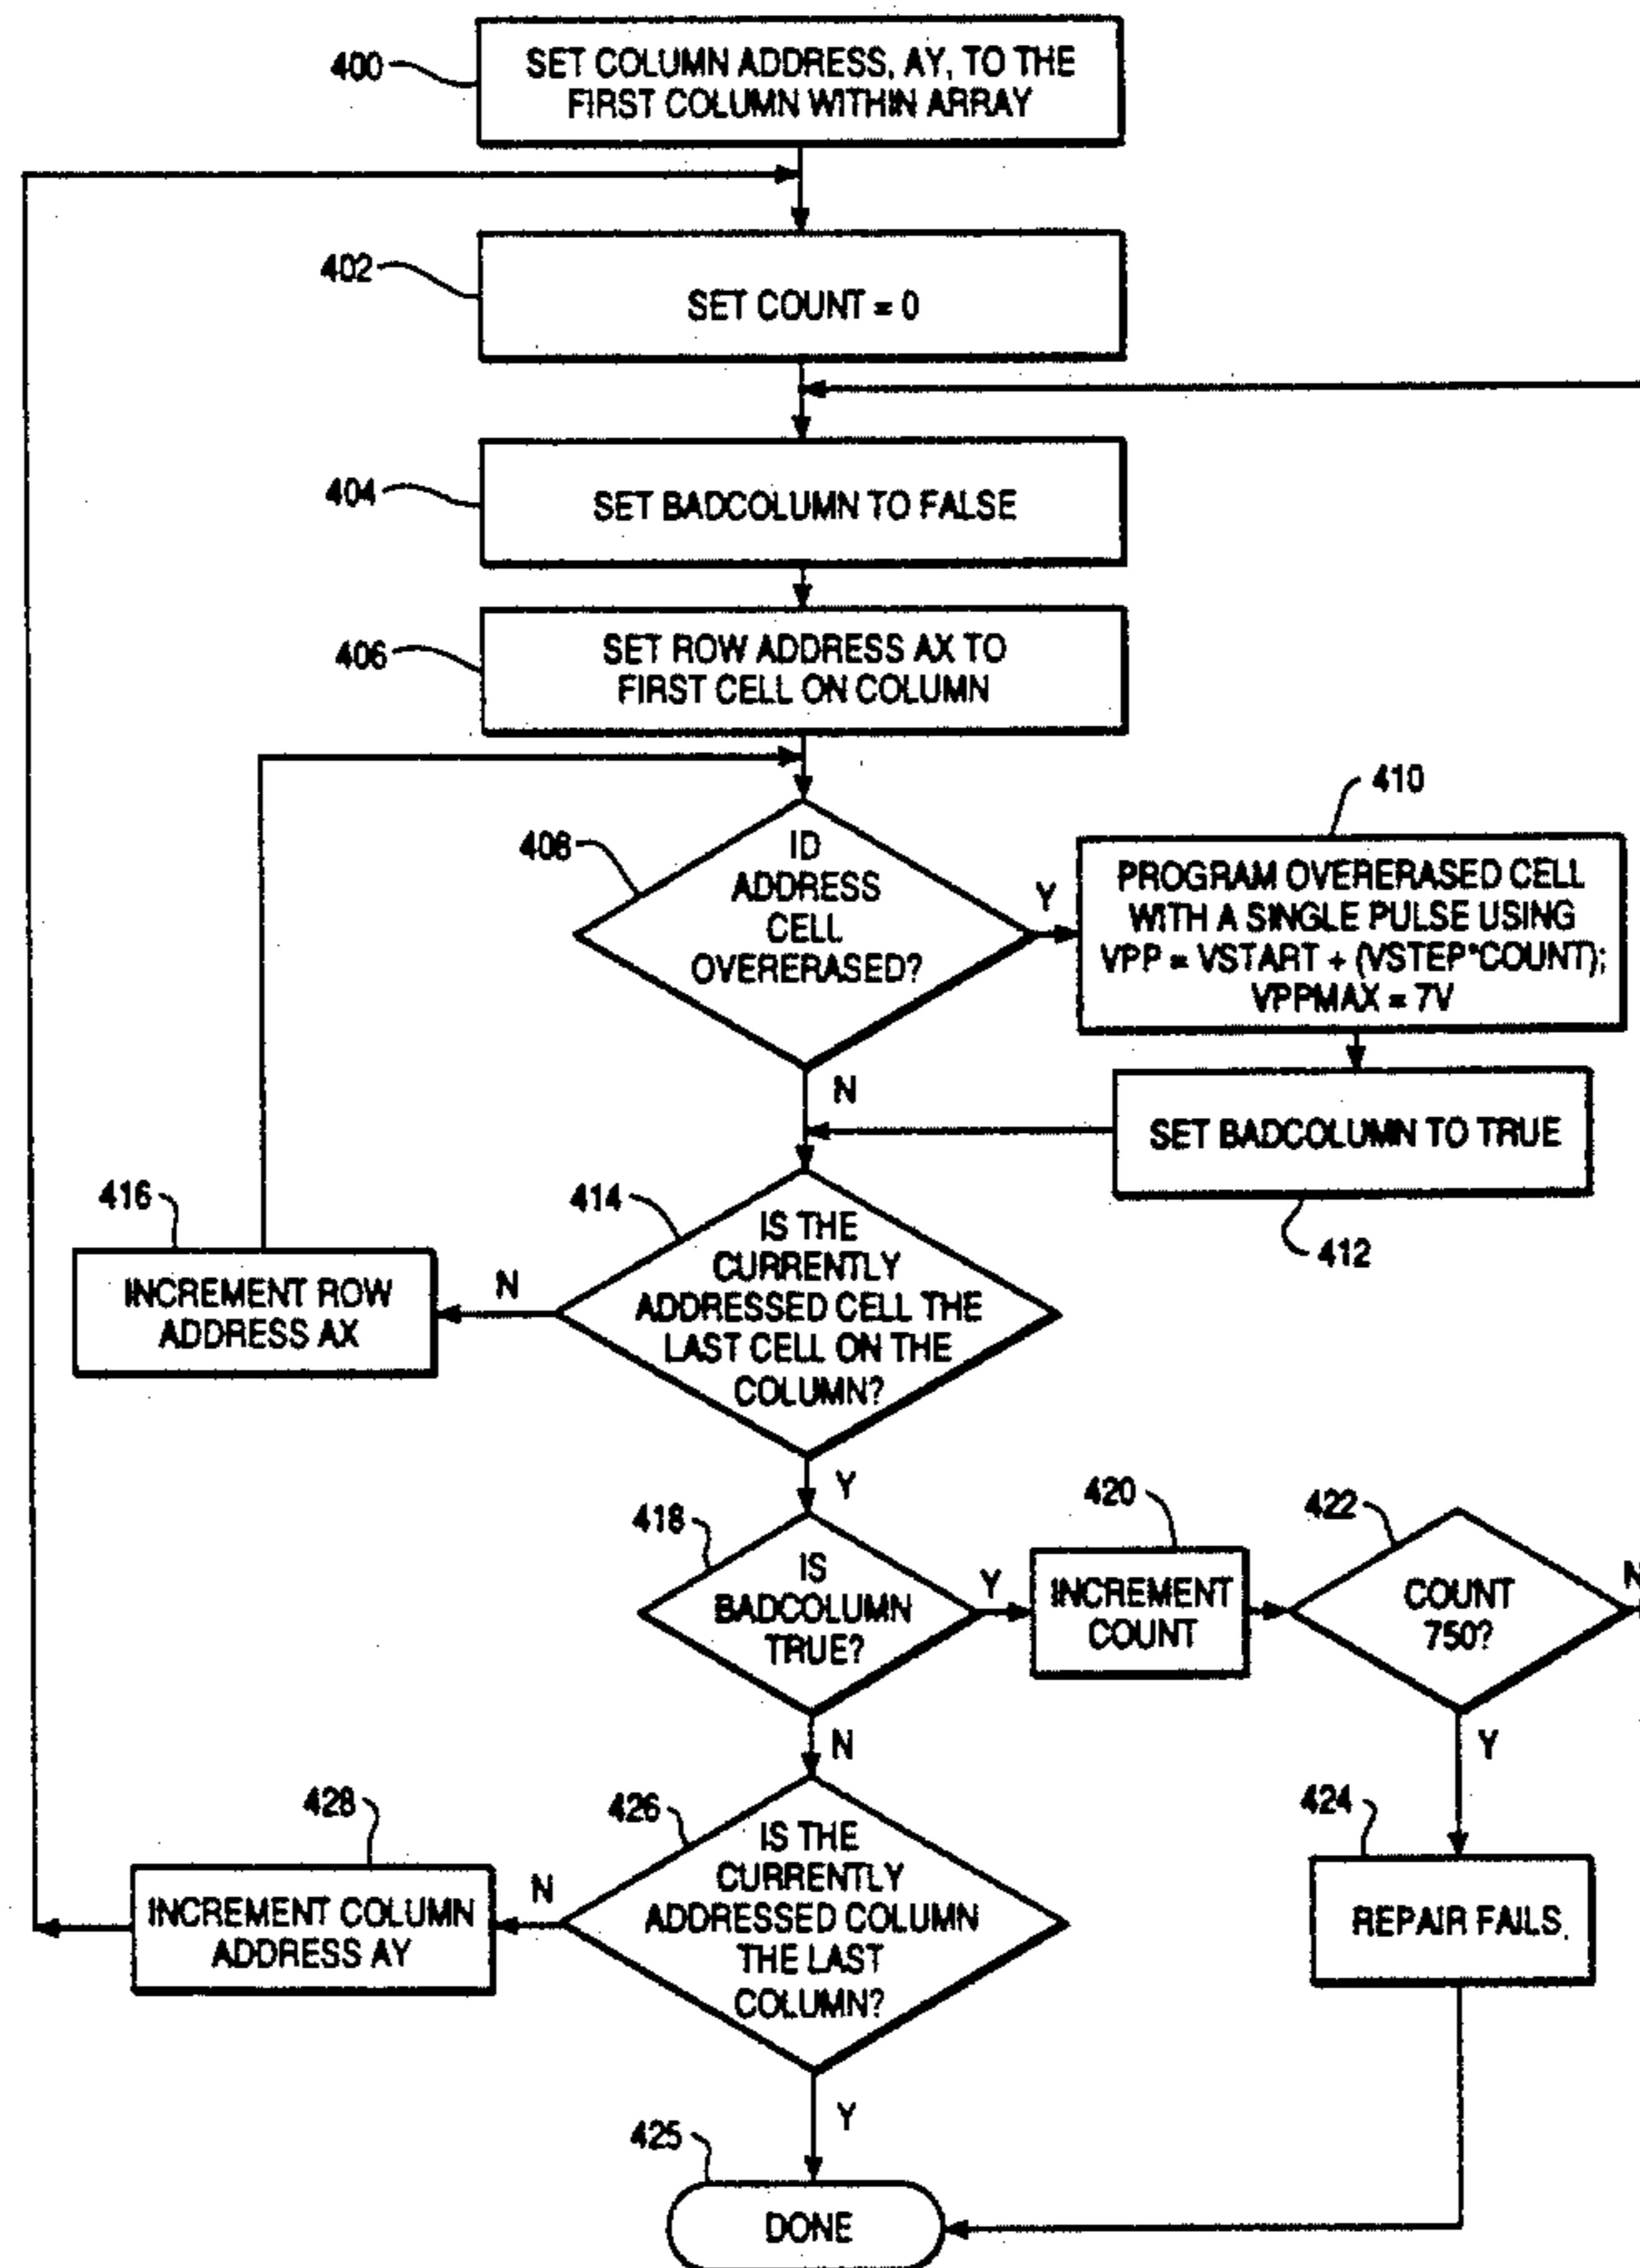 400
SET COLUMN ADDRESS, AY, TO THE
FIRST COLUMN WITHIN ARRAY
402
SET COUNT = 0
404
SET BADCOLUMN TO FALSE
406
SET ROW ADDRESS AX TO
FIRST CELL ON COLUMN
408
ID
ADDRESS
CELL
OVERERASED?
Y
N
410
PROGRAM OVERERASED CELL
WITH A SINGLE PULSE USING
VPP = VSTART + (VSTEP*COUNT);
VPPMAX = 7V
SET BADCOLUMN TO TRUE
412
414
IS THE
CURRENTLY
ADDRESSED CELL THE
LAST CELL ON THE
COLUMN?
N
Y
416
INCREMENT ROW
ADDRESS AX
418
IS
BADCOLUMN
TRUE?
Y
N
420
INCREMENT
COUNT
422
COUNT
750?
N
Y
424
REPAIR FAILS
426
IS THE
CURRENTLY
ADDRESSED COLUMN
THE LAST
COLUMN?
N
Y
428
INCREMENT COLUMN
ADDRESS AY
425
DONE